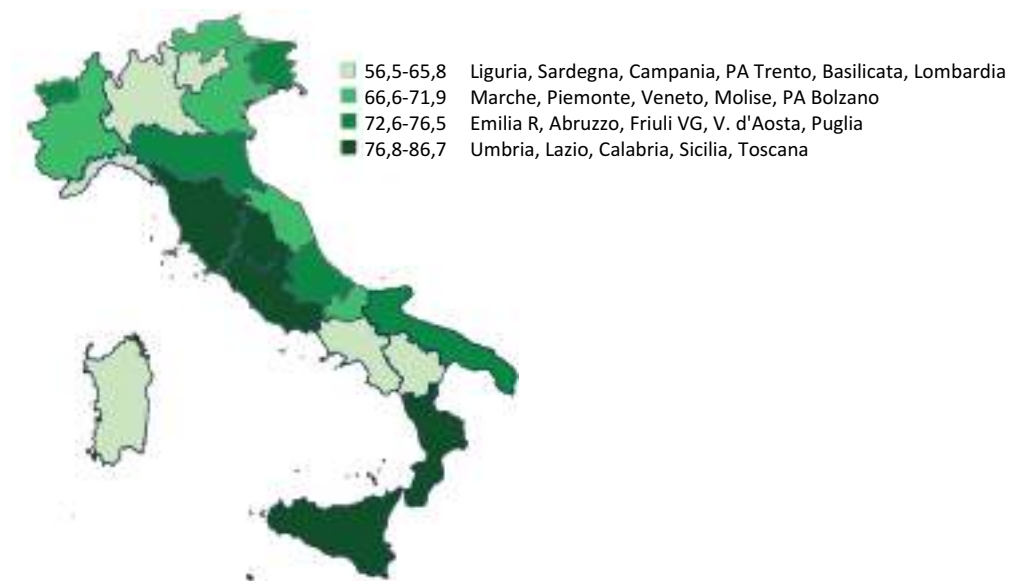 56,5-65,8 Liguria, Sardegna, Campania, PA Trento, Basilicata, Lombardia
66,6-71,9 Marche, Piemonte, Veneto, Molise, PA Bolzano
72,6-76,5 Emilia R, Abruzzo, Friuli VG, V. d'Aosta, Puglia
76,8-86,7 Umbria, Lazio, Calabria, Sicilia, Toscana